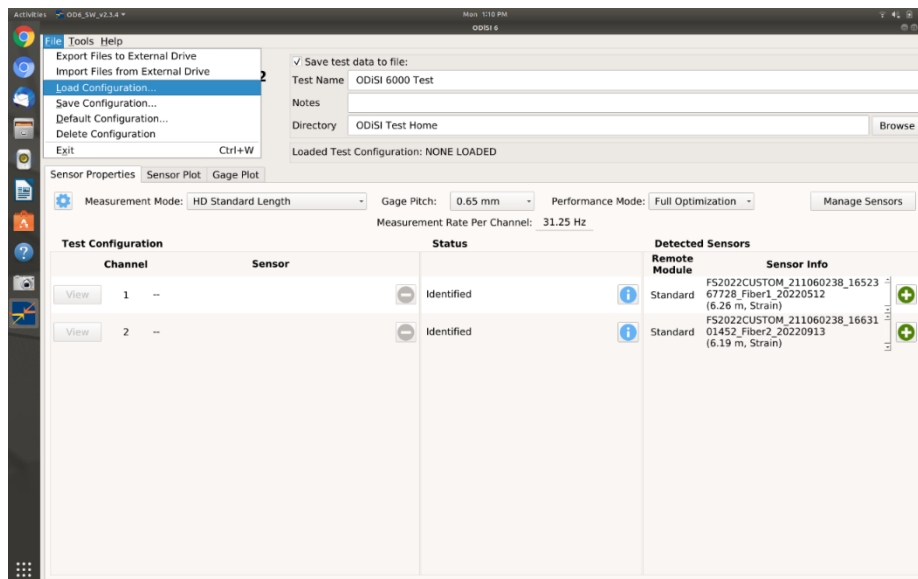 Activities
OD6_SW_v2.3.4
Mon 1:10 PM
ODiSI 6
File Tools Help
Export Files to External Drive
Import Files from External Drive
Load Configuration...
Save Configuration...
Default Configuration...
Delete Configuration
Exit Ctrl+W
2
✓ Save test data to file:
Test Name ODiSI 6000 Test
Notes
Directory ODiSI Test Home Browse
Loaded Test Configuration: NONE LOADED
Sensor Properties Sensor Plot Gage Plot
Measurement Mode: HD Standard Length Gage Pitch: 0.65 mm Performance Mode: Full Optimization Manage Sensors
Measurement Rate Per Channel: 31.25 Hz
Test Configuration Status Detected Sensors
Channel Sensor Remote Module Sensor Info
View 1 -- Identified Standard FS2022CUSTOM_211060238_16523
67728_Fiber1_20220512
(6.26 m, Strain)
View 2 -- Identified Standard FS2022CUSTOM_211060238_16631
01452_Fiber2_20220913
(6.19 m, Strain)